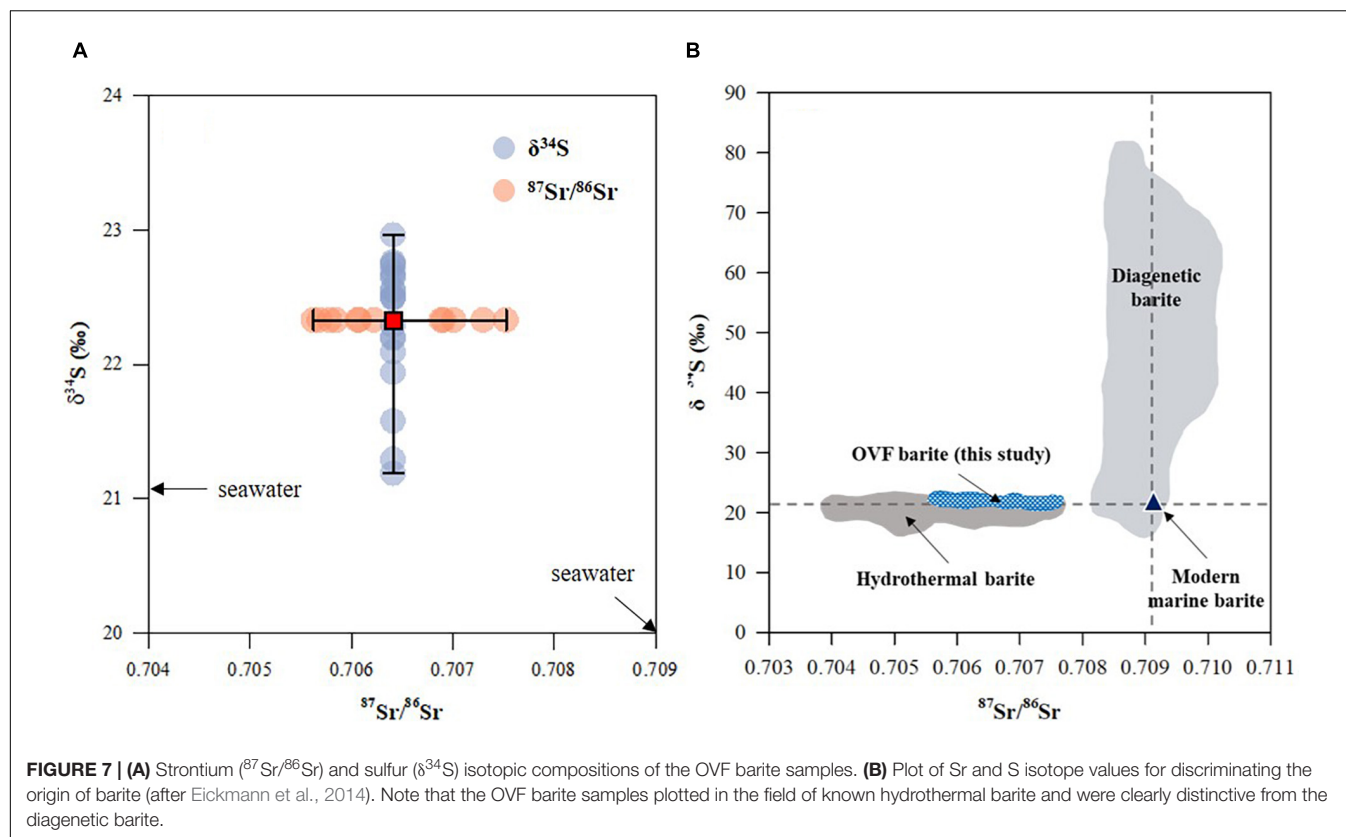 A
24
23
22
21
20
δ³⁴S (‰)
δ³⁴S
⁸⁷Sr/⁸⁶Sr
seawater
seawater
0.704 0.705 0.706 0.707 0.708 0.709
⁸⁷Sr/⁸⁶Sr
B
90
80
70
60
50
40
30
20
10
0
δ ³⁴S (‰)
Diagenetic
barite
OVF barite (this study)
Hydrothermal barite
Modern
marine barite
0.703 0.704 0.705 0.706 0.707 0.708 0.709 0.710 0.711
⁸⁷Sr/⁸⁶Sr
FIGURE 7 | (A) Strontium (⁸⁷Sr/⁸⁶Sr) and sulfur (δ³⁴S) isotopic compositions of the OVF barite samples. (B) Plot of Sr and S isotope values for discriminating the
origin of barite (after Eickmann et al., 2014). Note that the OVF barite samples plotted in the field of known hydrothermal barite and were clearly distinctive from the
diagenetic barite.